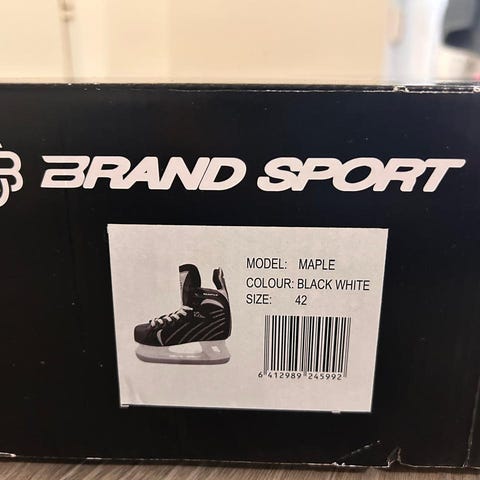 BRAND SPORT
MODEL: MAPLE
COLOUR: BLACK WHITE
SIZE: 42
6 412989 245992